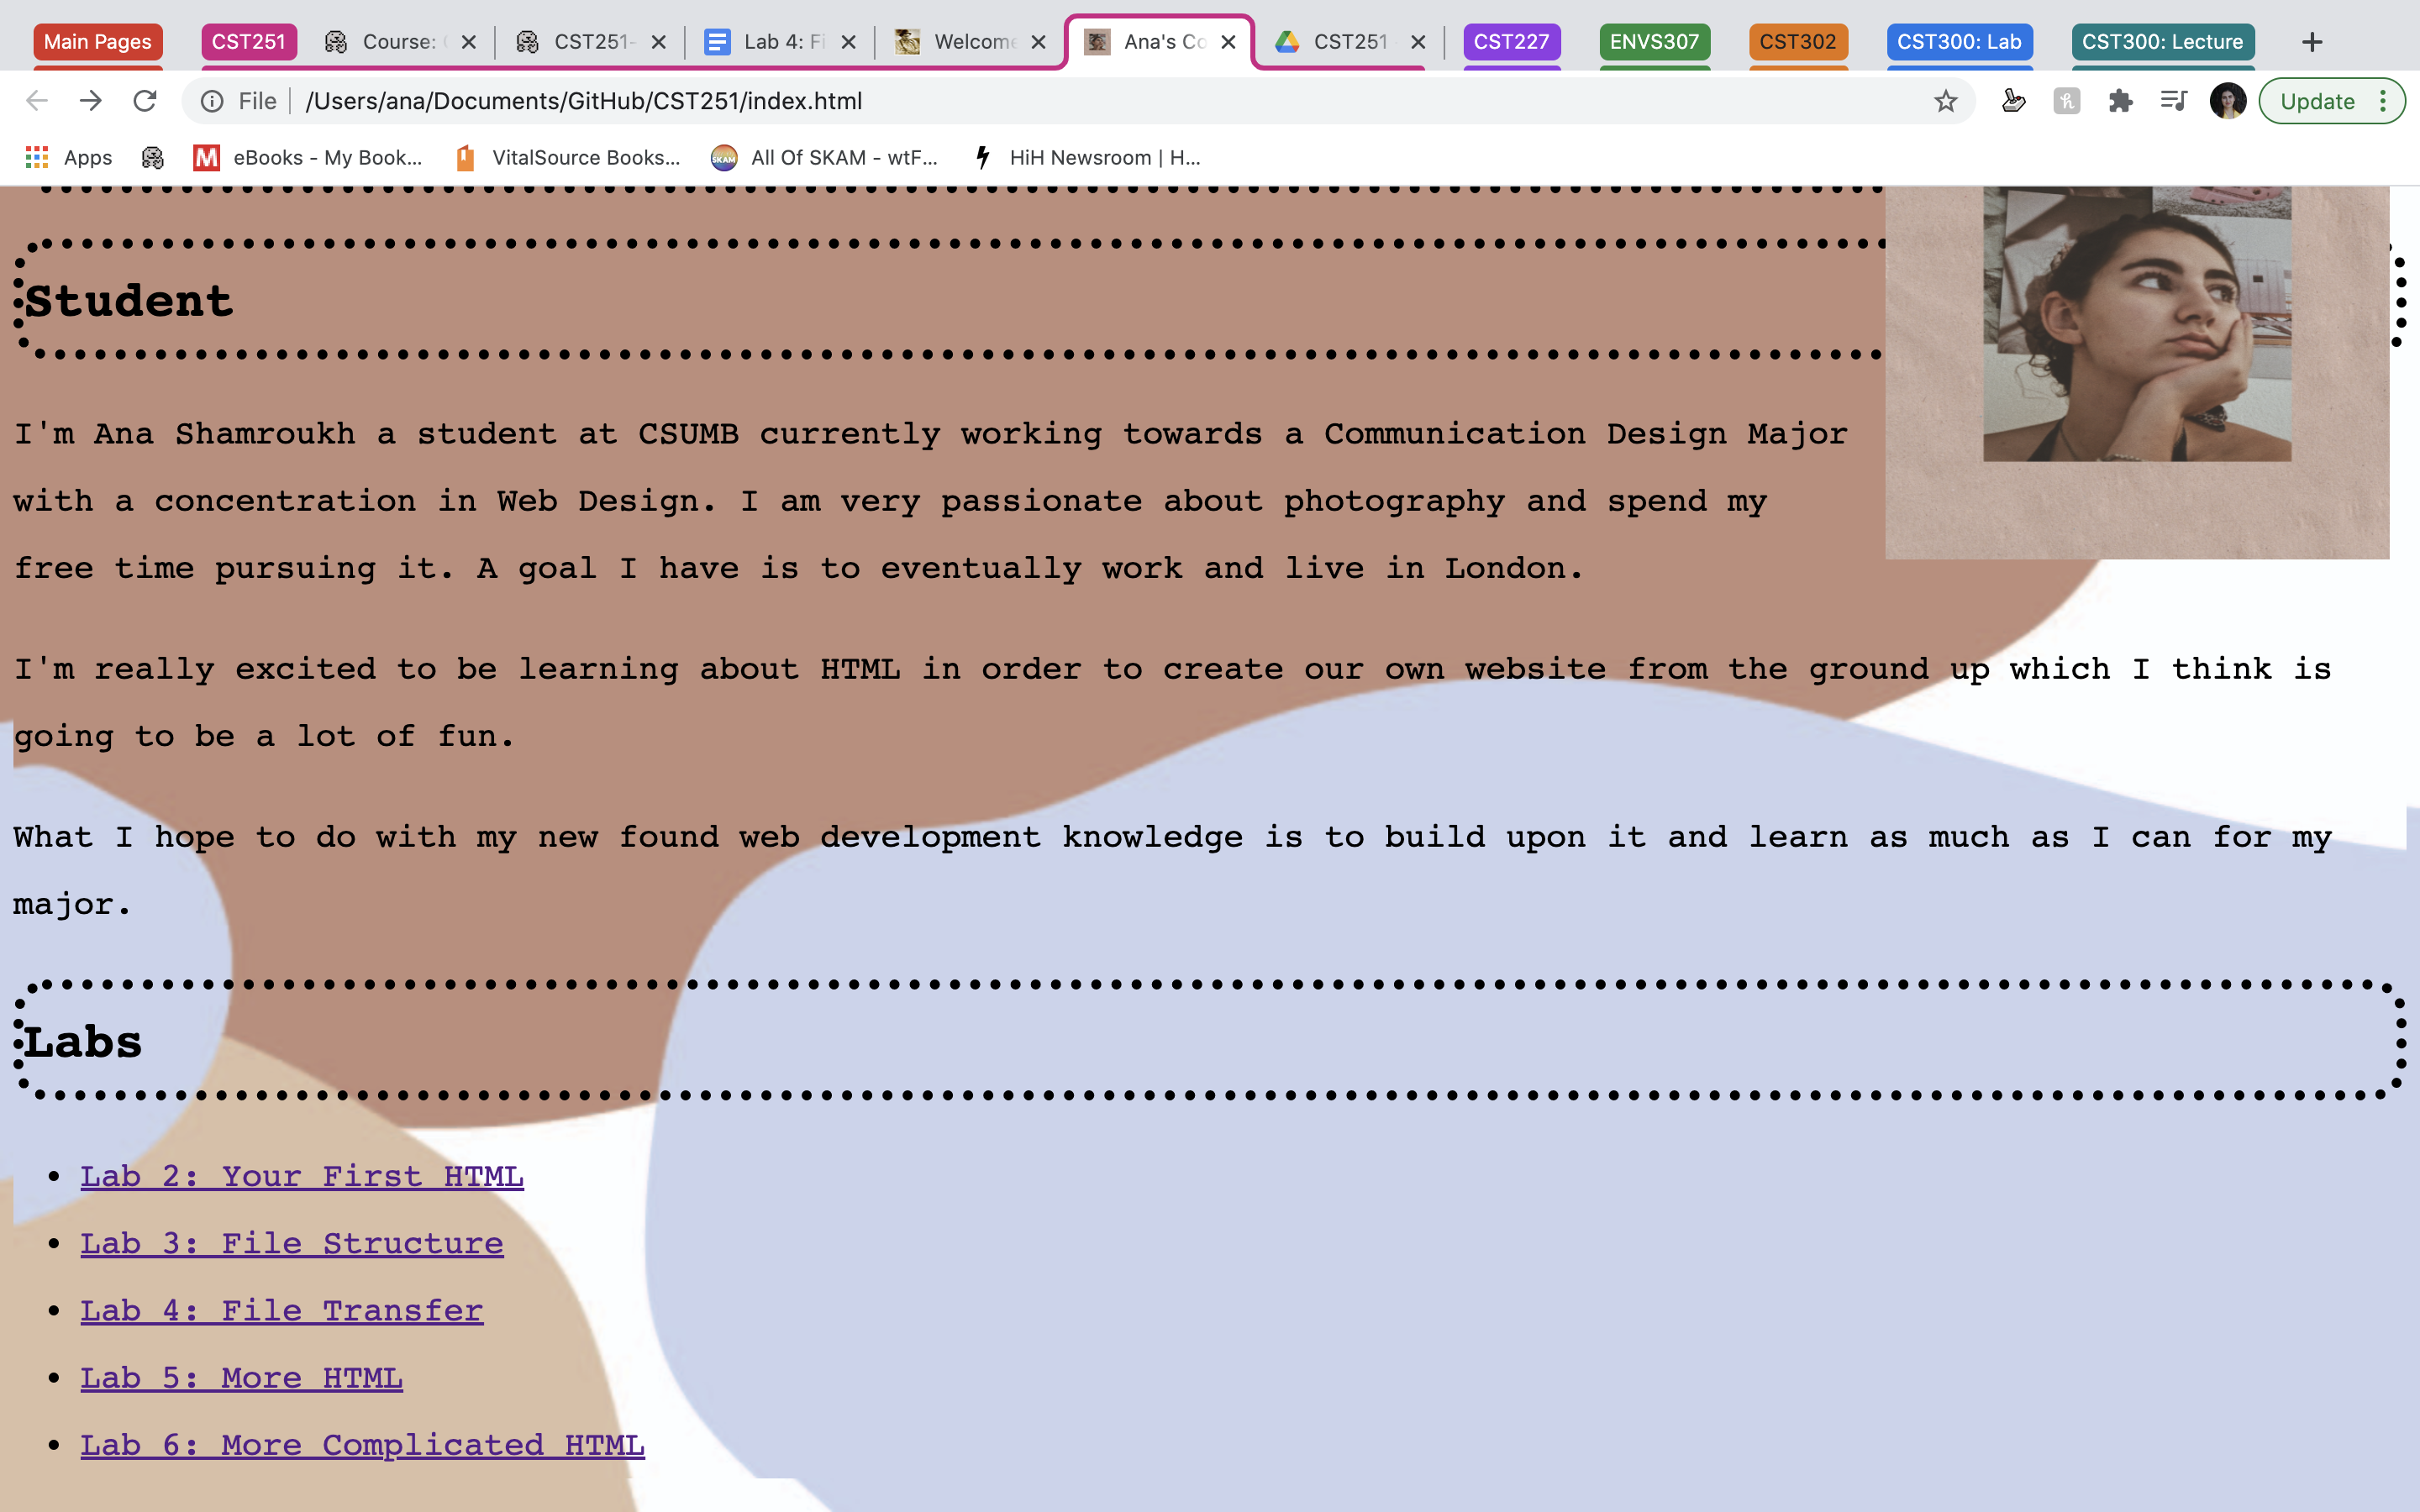 Main Pages CST251 Course: CST251- Lab 4: Fi Welcome Ana's Co CST251 CST227 ENVS307 CST302 CST300: Lab CST300: Lecture
File /Users/ana/Documents/GitHub/CST251/index.html Update
Apps eBooks - My Book... VitalSource Books... SKAM All Of SKAM - wtF... HiH Newsroom | H...
Student
I'm Ana Shamroukh a student at CSUMB currently working towards a Communication Design Major
with a concentration in Web Design. I am very passionate about photography and spend my
free time pursuing it. A goal I have is to eventually work and live in London.
I'm really excited to be learning about HTML in order to create our own website from the ground up which I think is
going to be a lot of fun.
What I hope to do with my new found web development knowledge is to build upon it and learn as much as I can for my
major.
Labs
Lab 2: Your First HTML
Lab 3: File Structure
Lab 4: File Transfer
Lab 5: More HTML
Lab 6: More Complicated HTML